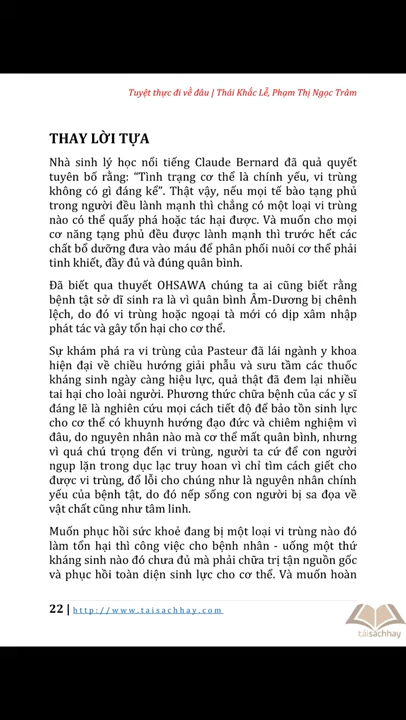 Tuyệt thực đi về đâu | Thái Khắc Lễ, Phạm Thị Ngọc Trâm
THAY LỜI TỰA
Nhà sinh lý học nổi tiếng Claude Bernard đã quả quyết
tuyên bố rằng: “Tình trạng cơ thể là chính yếu, vi trùng
không có gì đáng kể”. Thật vậy, nếu mọi tế bào tạng phủ
trong người đều lành mạnh thì chẳng có một loại vi trùng
nào có thể quấy phá hoặc tác hại được. Và muốn cho mọi
cơ năng tạng phủ đều được lành mạnh thì trước hết các
chất bổ dưỡng đưa vào máu để phân phối nuôi cơ thể phải
tinh khiết, đầy đủ và đúng quân bình.
Đã biết qua thuyết OHSAWA chúng ta ai cũng biết rằng
bệnh tật sở dĩ sinh ra là vì quân bình Âm-Dương bị chênh
lệch, do đó vi trùng hoặc ngoại tà mới có dịp xâm nhập
phát tác và gây tổn hại cho cơ thể.
Sự khám phá ra vi trùng của Pasteur đã lái ngành y khoa
hiện đại về chiều hướng giải phẫu và sưu tầm các thuốc
kháng sinh ngày càng hiệu lực, quả thật đã đem lại nhiều
tai hại cho loài người. Phương thức chữa bệnh của các y sĩ
đáng lẽ là nghiên cứu mọi cách tiết độ để bảo tồn sinh lực
cho cơ thể có khuynh hướng đạo đức và chiêm nghiệm vì
đâu, do nguyên nhân nào mà cơ thể mất quân bình, nhưng
vì quá chú trọng đến vi trùng, người ta cứ để con người
ngụp lặn trong dục lạc truy hoan vì chỉ tìm cách giết cho
được vi trùng, đổ lỗi cho chúng như là nguyên nhân chính
yếu của bệnh tật, do đó nếp sống con người bị sa đọa về
vật chất cũng như tâm linh.
Muốn phục hồi sức khoẻ đang bị một loại vi trùng nào đó
làm tổn hại thì công việc cho bệnh nhân - uống một thứ
kháng sinh nào đó chưa đủ mà phải chữa trị tận nguồn gốc
và phục hồi toàn diện sinh lực cho cơ thể. Và muốn hoàn
22 | http://www.taisachhay.com
táisachhay